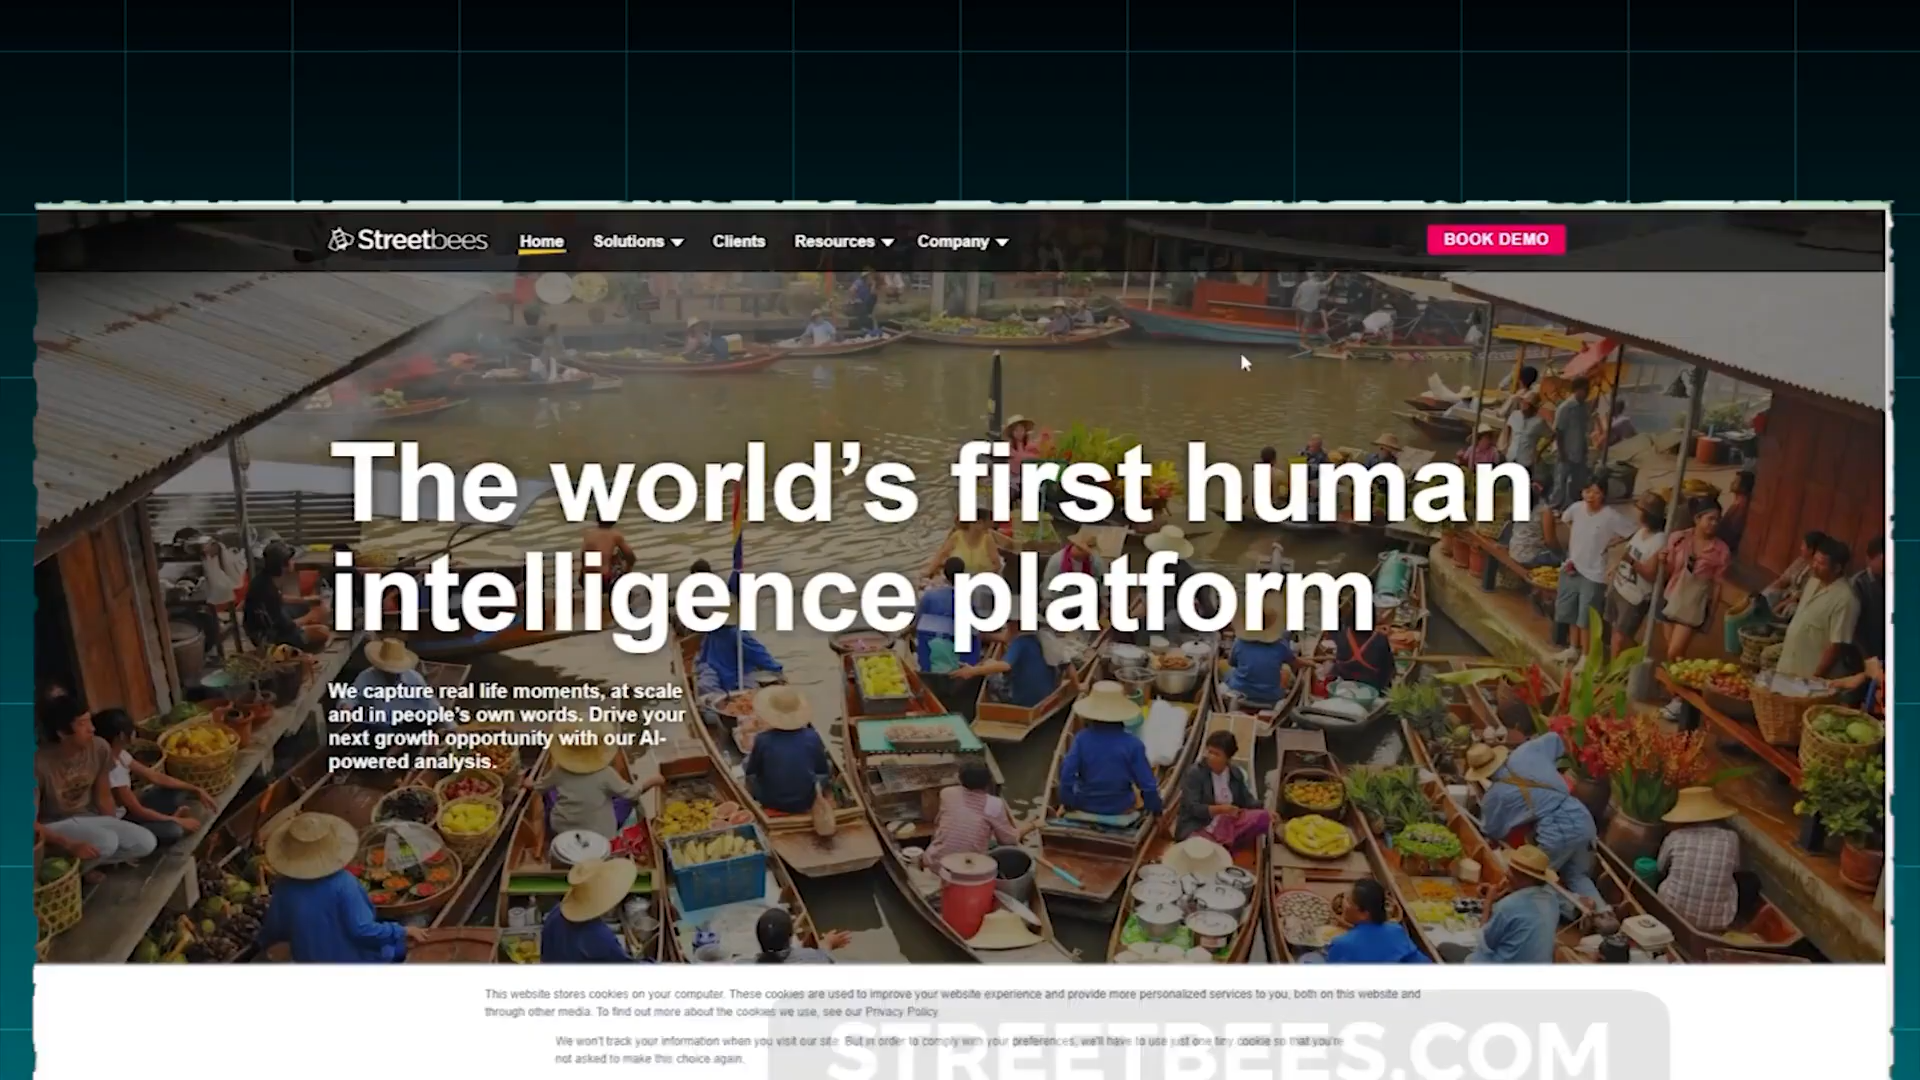 Streetbees Home Solutions Clients Resources Company BOOK DEMO
The world's first human
intelligence platform
We capture real life moments, at scale
and in people's own words. Drive your
next growth opportunity with our AI-
powered analysis.
This website stores cookies on your computer. These cookies are used to improve your website experience and provide more personalized services to you, both on this website and
through other media. To find out more about the cookies we use, see our Privacy Policy.
We won't track your information when you visit our site. But in order to comply with your preferences, we'll have to use just one tiny cookie so that you're
not asked to make this choice again.
STREETBEES.COM